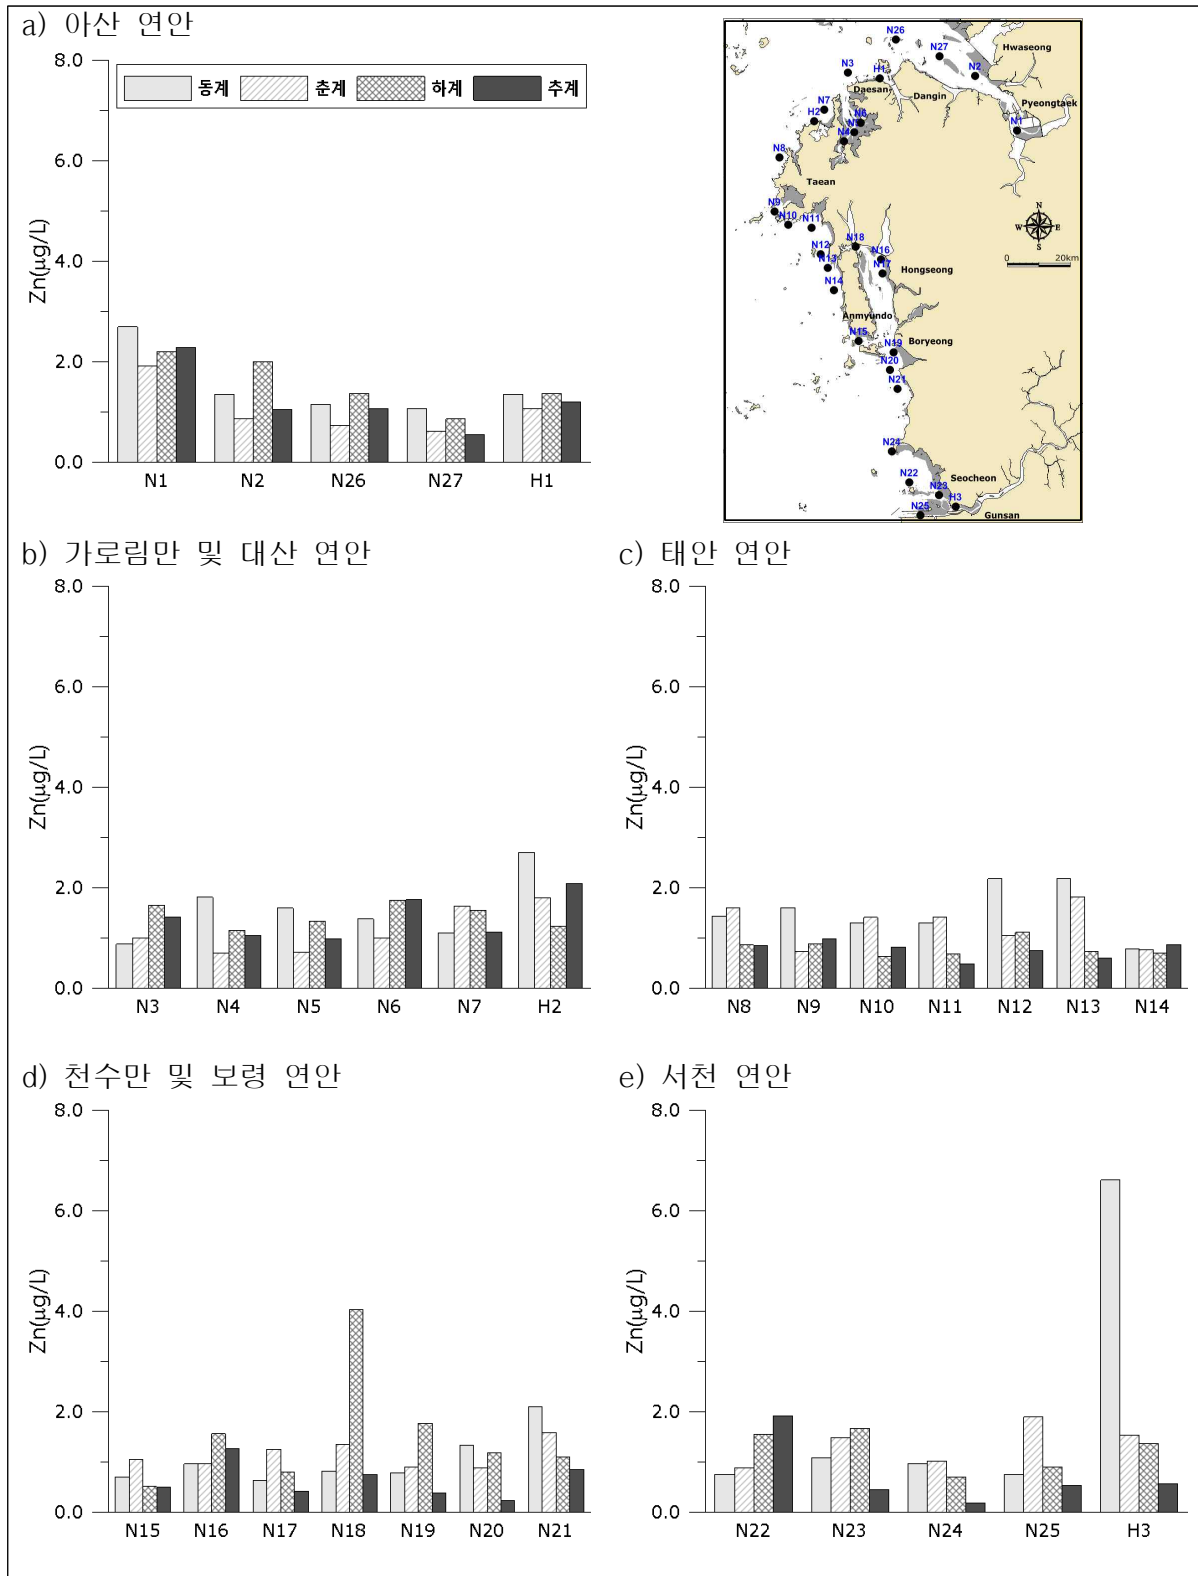 a) 아산 연안
8.0
6.0
4.0
2.0
0.0
Zn(μg/L)
동계 춘계 하계 추계
N1 N2 N26 N27 H1
N26
N27
Hwaseong
N3
H1
N2
Daesan
Dangin
Pyeongtaek
N7
H2
N6
N5
N4
N1
N8
Taean
N9
N10
N11
N
W E
S
0 20km
N12
N13
N18
N16
N17
Hongseong
N14
Anmyundo
N15
N19
Boryeong
N20
N21
N24
N22
Seocheon
N23
H3
N25
Gunsan
b) 가로림만 및 대산 연안
8.0
6.0
4.0
2.0
0.0
Zn(μg/L)
N3 N4 N5 N6 N7 H2
c) 태안 연안
8.0
6.0
4.0
2.0
0.0
Zn(μg/L)
N8 N9 N10 N11 N12 N13 N14
d) 천수만 및 보령 연안
8.0
6.0
4.0
2.0
0.0
Zn(μg/L)
N15 N16 N17 N18 N19 N20 N21
e) 서천 연안
8.0
6.0
4.0
2.0
0.0
Zn(μg/L)
N22 N23 N24 N25 H3